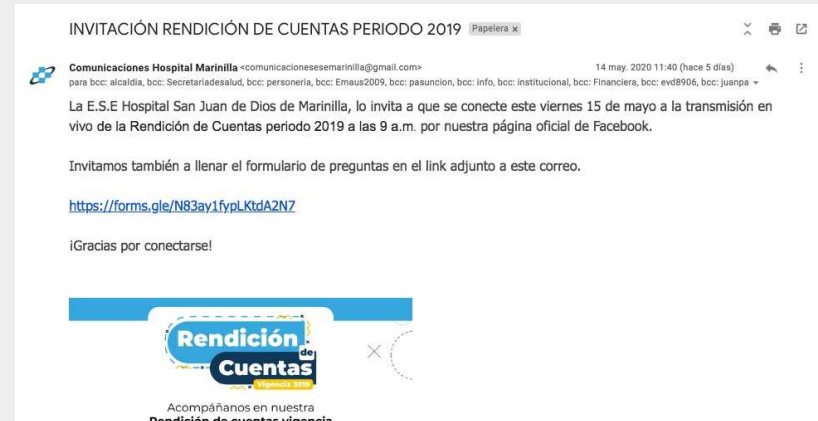 INVITACIÓN RENDICIÓN DE CUENTAS PERIODO 2019 Papelera x
Comunicaciones Hospital Marinilla <comunicacionesesemarinilla@gmail.com> 14 may. 2020 11:40 (hace 5 días)
para bcc: alcaldia, bcc: Secretariadesalud, bcc: personeria, bcc: Emaus2009, bcc: pasuncion, bcc: info, bcc: institucional, bcc: Financiera, bcc: evd8906, bcc: juanpa
La E.S.E Hospital San Juan de Dios de Marinilla, lo invita a que se conecte este viernes 15 de mayo a la transmisión en
vivo de la Rendición de Cuentas periodo 2019 a las 9 a.m. por nuestra página oficial de Facebook.
Invitamos también a llenar el formulario de preguntas en el link adjunto a este correo.
https://forms.gle/N83ay1fypLKtdA2N7
¡Gracias por conectarse!
Rendición
de
Cuentas
Vigencia 2019
Acompáñanos en nuestra
Rendición de cuentas vigencia